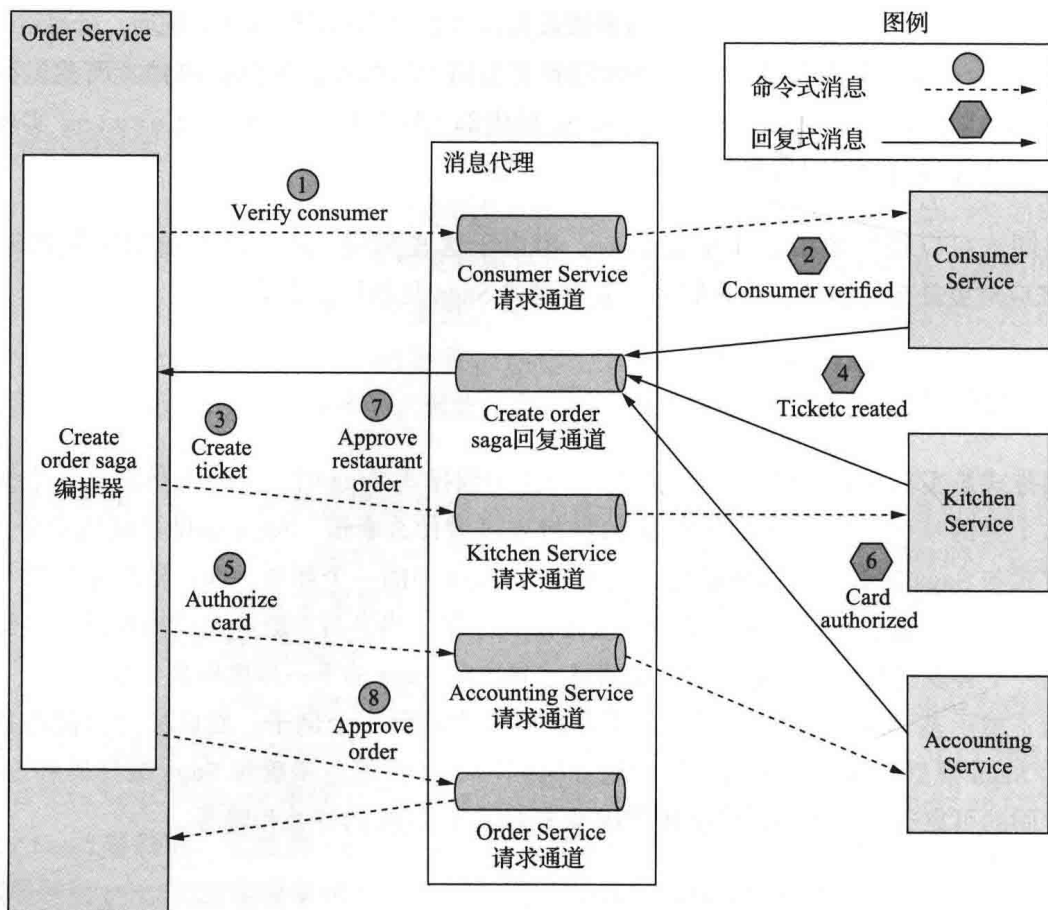 Order Service
图例
命令式消息
回复式消息
消息代理
1
Verify consumer
Consumer Service
请求通道
2
Consumer verified
Consumer
Service
Create order
saga回复通道
4
Ticketc reated
3
Create
ticket
7
Approve
restaurant
order
Create
order saga
编排器
Kitchen Service
请求通道
Kitchen
Service
5
Authorize
card
6
Card
authorized
Accounting Service
请求通道
Accounting
Service
8
Approve
order
Order Service
请求通道